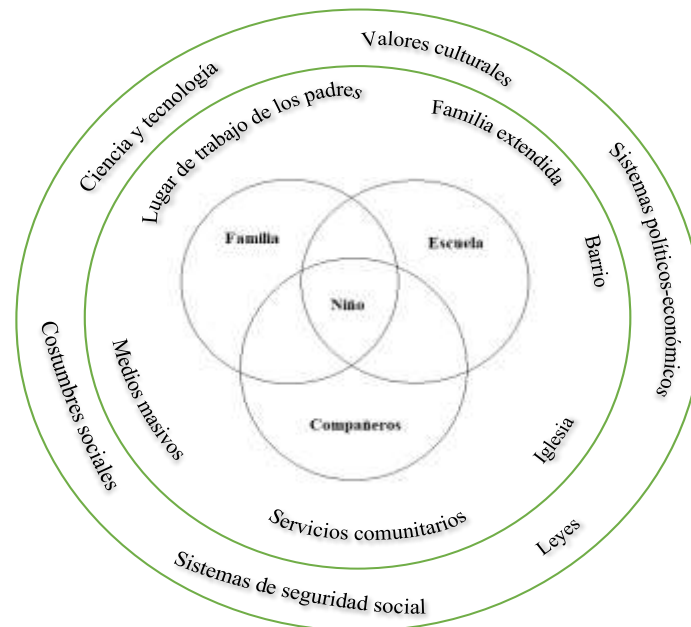 Valores culturales
Ciencia y tecnología
Lugar de trabajo de los padres
Familia extendida
Sistemas políticos-económicos
Familia
Escuela
Barrio
Niño
Costumbres sociales
Medios masivos
Compañeros
Iglesia
Servicios comunitarios
Leyes
Sistemas de seguridad social